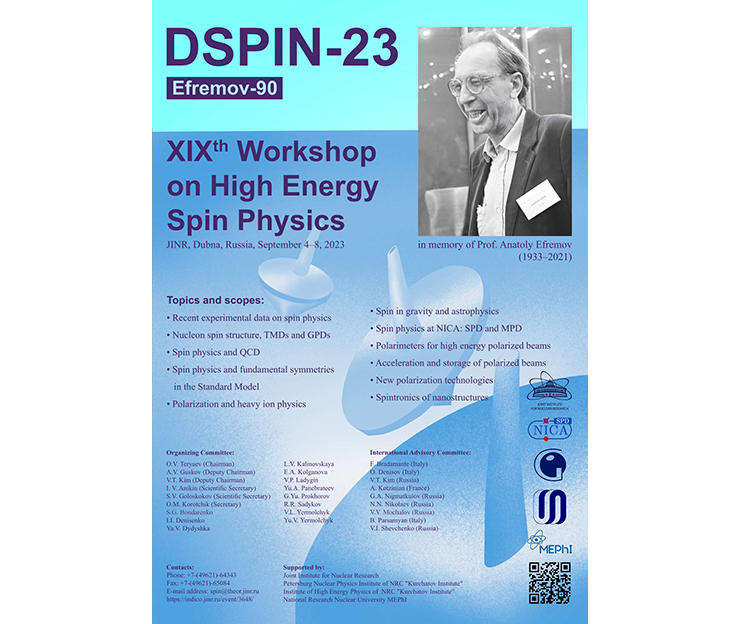 DSPIN-23
Efremov-90
XIXth Workshop
on High Energy
Spin Physics
JINR, Dubna, Russia, September 4–8, 2023
in memory of Prof. Anatoly Efremov
(1933–2021)
Topics and scopes:
• Recent experimental data on spin physics
• Nucleon spin structure, TMDs and GPDs
• Spin physics and QCD
• Spin physics and fundamental symmetries
in the Standard Model
• Polarization and heavy ion physics
• Spin in gravity and astrophysics
• Spin physics at NICA: SPD and MPD
• Polarimeters for high energy polarized beams
• Acceleration and storage of polarized beams
• New polarization technologies
• Spintronics of nanostructures
JOINT INSTITUTE
FOR NUCLEAR RESEARCH
SPD
NICA
MEPhI
Organizing Committee:
O.V. Teryaev (Chairman)
A.V. Guskov (Deputy Chairman)
V.T. Kim (Deputy Chairman)
I. V. Anikin (Scientific Secretary)
S.V. Goloskokov (Scientific Secretary)
O.M. Korotchik (Secretary)
S.G. Bondarenko
I.I. Denisenko
Ya.V. Dydyshka
L.V. Kalinovskaya
E.A. Kolganova
V.P. Ladygin
Yu.A. Panebratcev
G.Yu. Prokhorov
R.R. Sadykov
V.L. Yermolchyk
Yu.V. Yermolchyk
International Advisory Committee:
F. Bradamante (Italy)
O. Denisov (Italy)
V.T. Kim (Russia)
A. Kotzinian (France)
G.A. Nigmatkulov (Russia)
N.N. Nikolaev (Russia)
V.V. Mochalov (Russia)
B. Parsamyan (Italy)
V.I. Shevchenko (Russia)
Contacts:
Phone: +7-(49621)-64343
Fax: +7-(49621)-65084
E-mail address: spin@theor.jinr.ru
https://indico.jinr.ru/event/3648/
Supported by:
Joint Institute for Nuclear Research
Petersburg Nuclear Physics Institute of NRC "Kurchatov Institute"
Institute of High Energy Physics of NRC "Kurchatov Institute"
National Research Nuclear University MEPhI